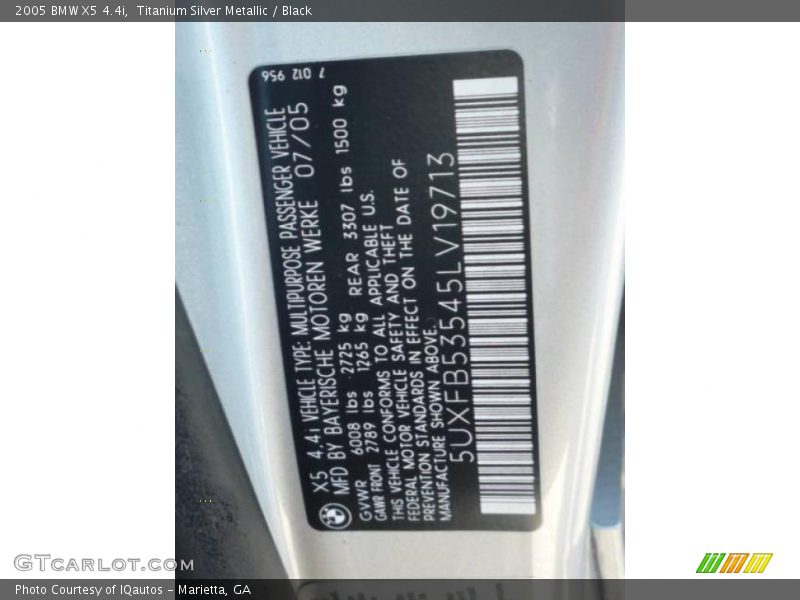 2005 BMW X5 4.4i,  Titanium Silver Metallic / Black
7 012 956
X5 4.4i VEHICLE TYPE: MULTIPURPOSE PASSENGER VEHICLE
MFD BY BAYERISCHE MOTOREN WERKE 07/05
GVWR 6008 lbs 2725 kg
GAWR FRONT 2789 lbs 1265 kg REAR 3307 lbs 1500 kg
THIS VEHICLE CONFORMS TO ALL APPLICABLE U.S.
FEDERAL MOTOR VEHICLE SAFETY AND THEFT
PREVENTION STANDARDS IN EFFECT ON THE DATE OF
MANUFACTURE SHOWN ABOVE.
5UXFB53545LV19713
GTCarLot.com
Photo Courtesy of IQautos - Marietta, GA